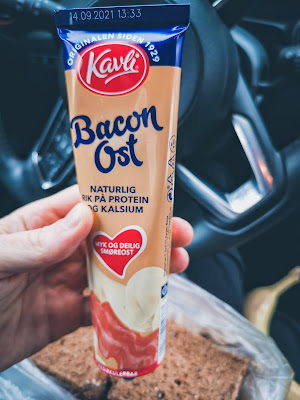 14.09.2021 13:33
ORIGINALEN SIDEN 1929
Kavli
Bacon
Ost
NATURLIG
RIK PÅ PROTEIN
OG KALSIUM
MYK OG DEILIG
SMØREOST